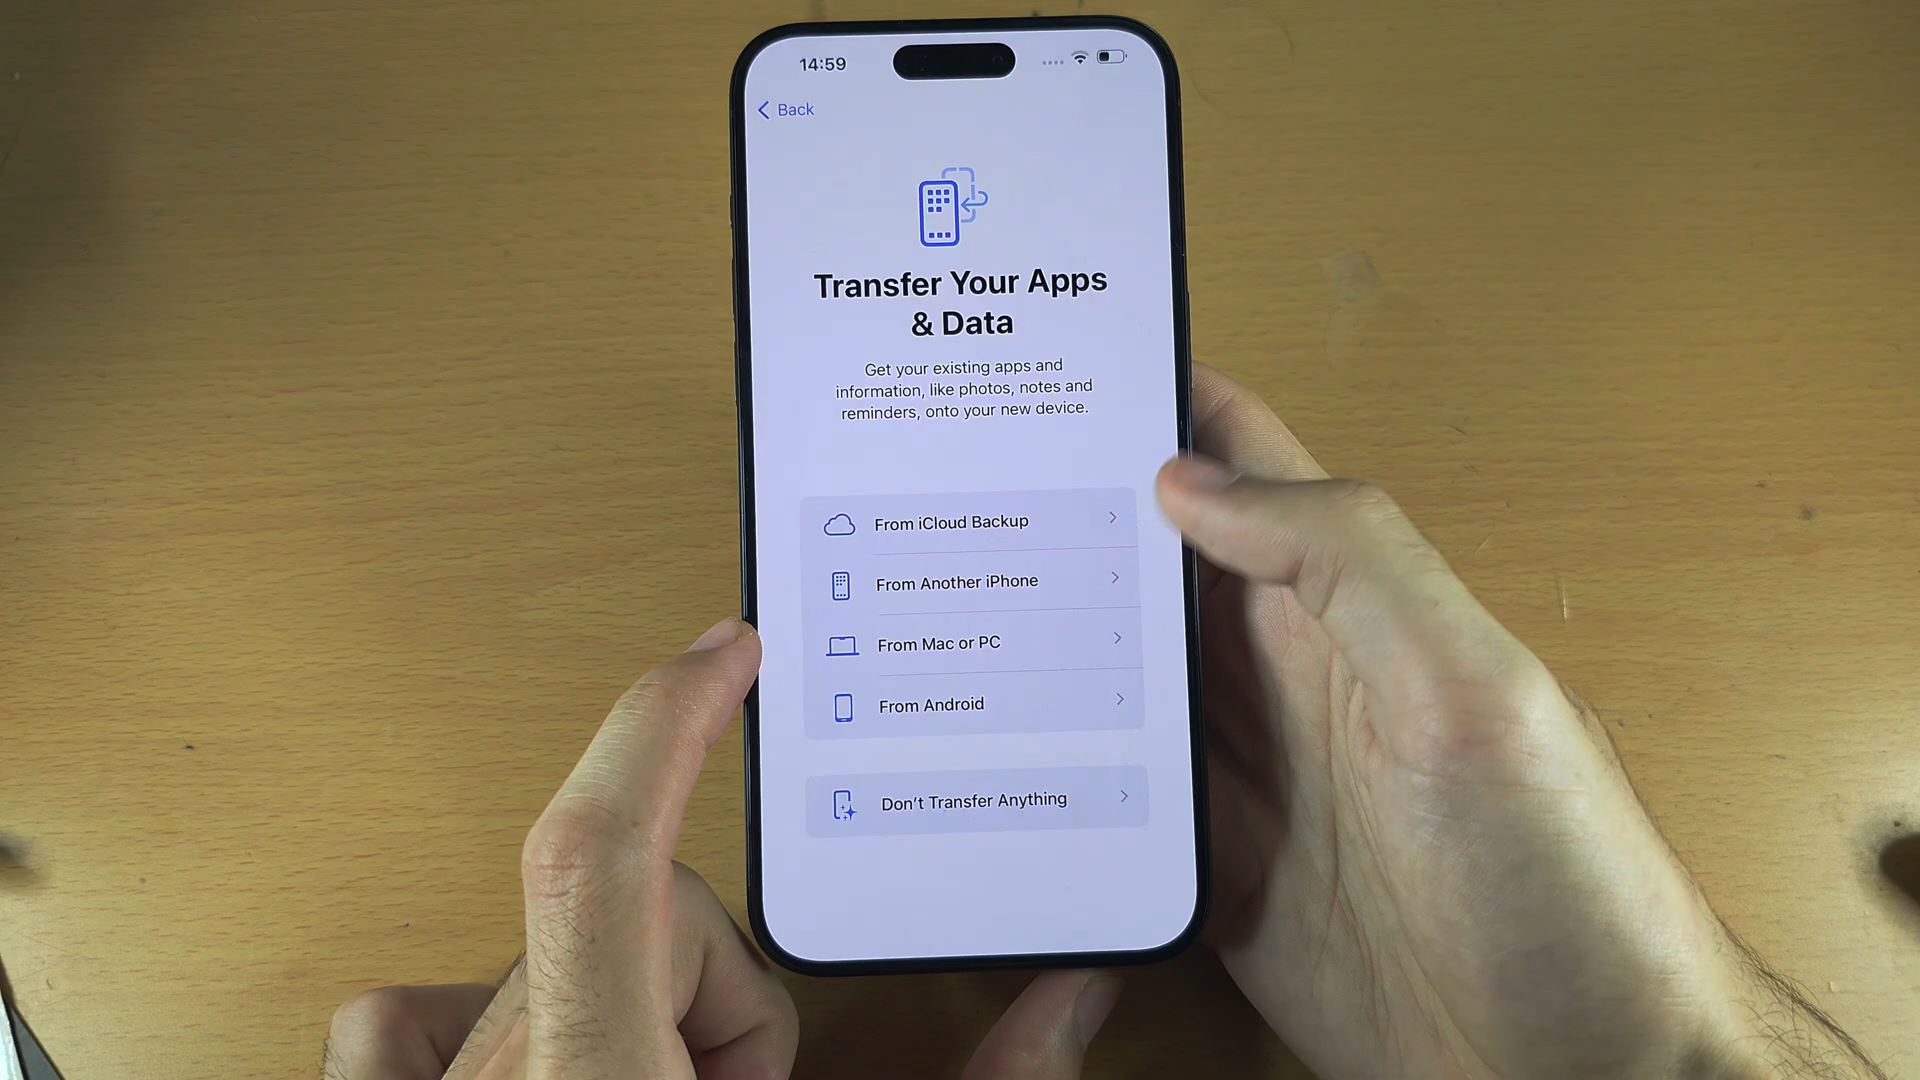 14:59
Back
Transfer Your Apps
& Data
Get your existing apps and
information, like photos, notes and
reminders, onto your new device.
From iCloud Backup
From Another iPhone
From Mac or PC
From Android
Don't Transfer Anything